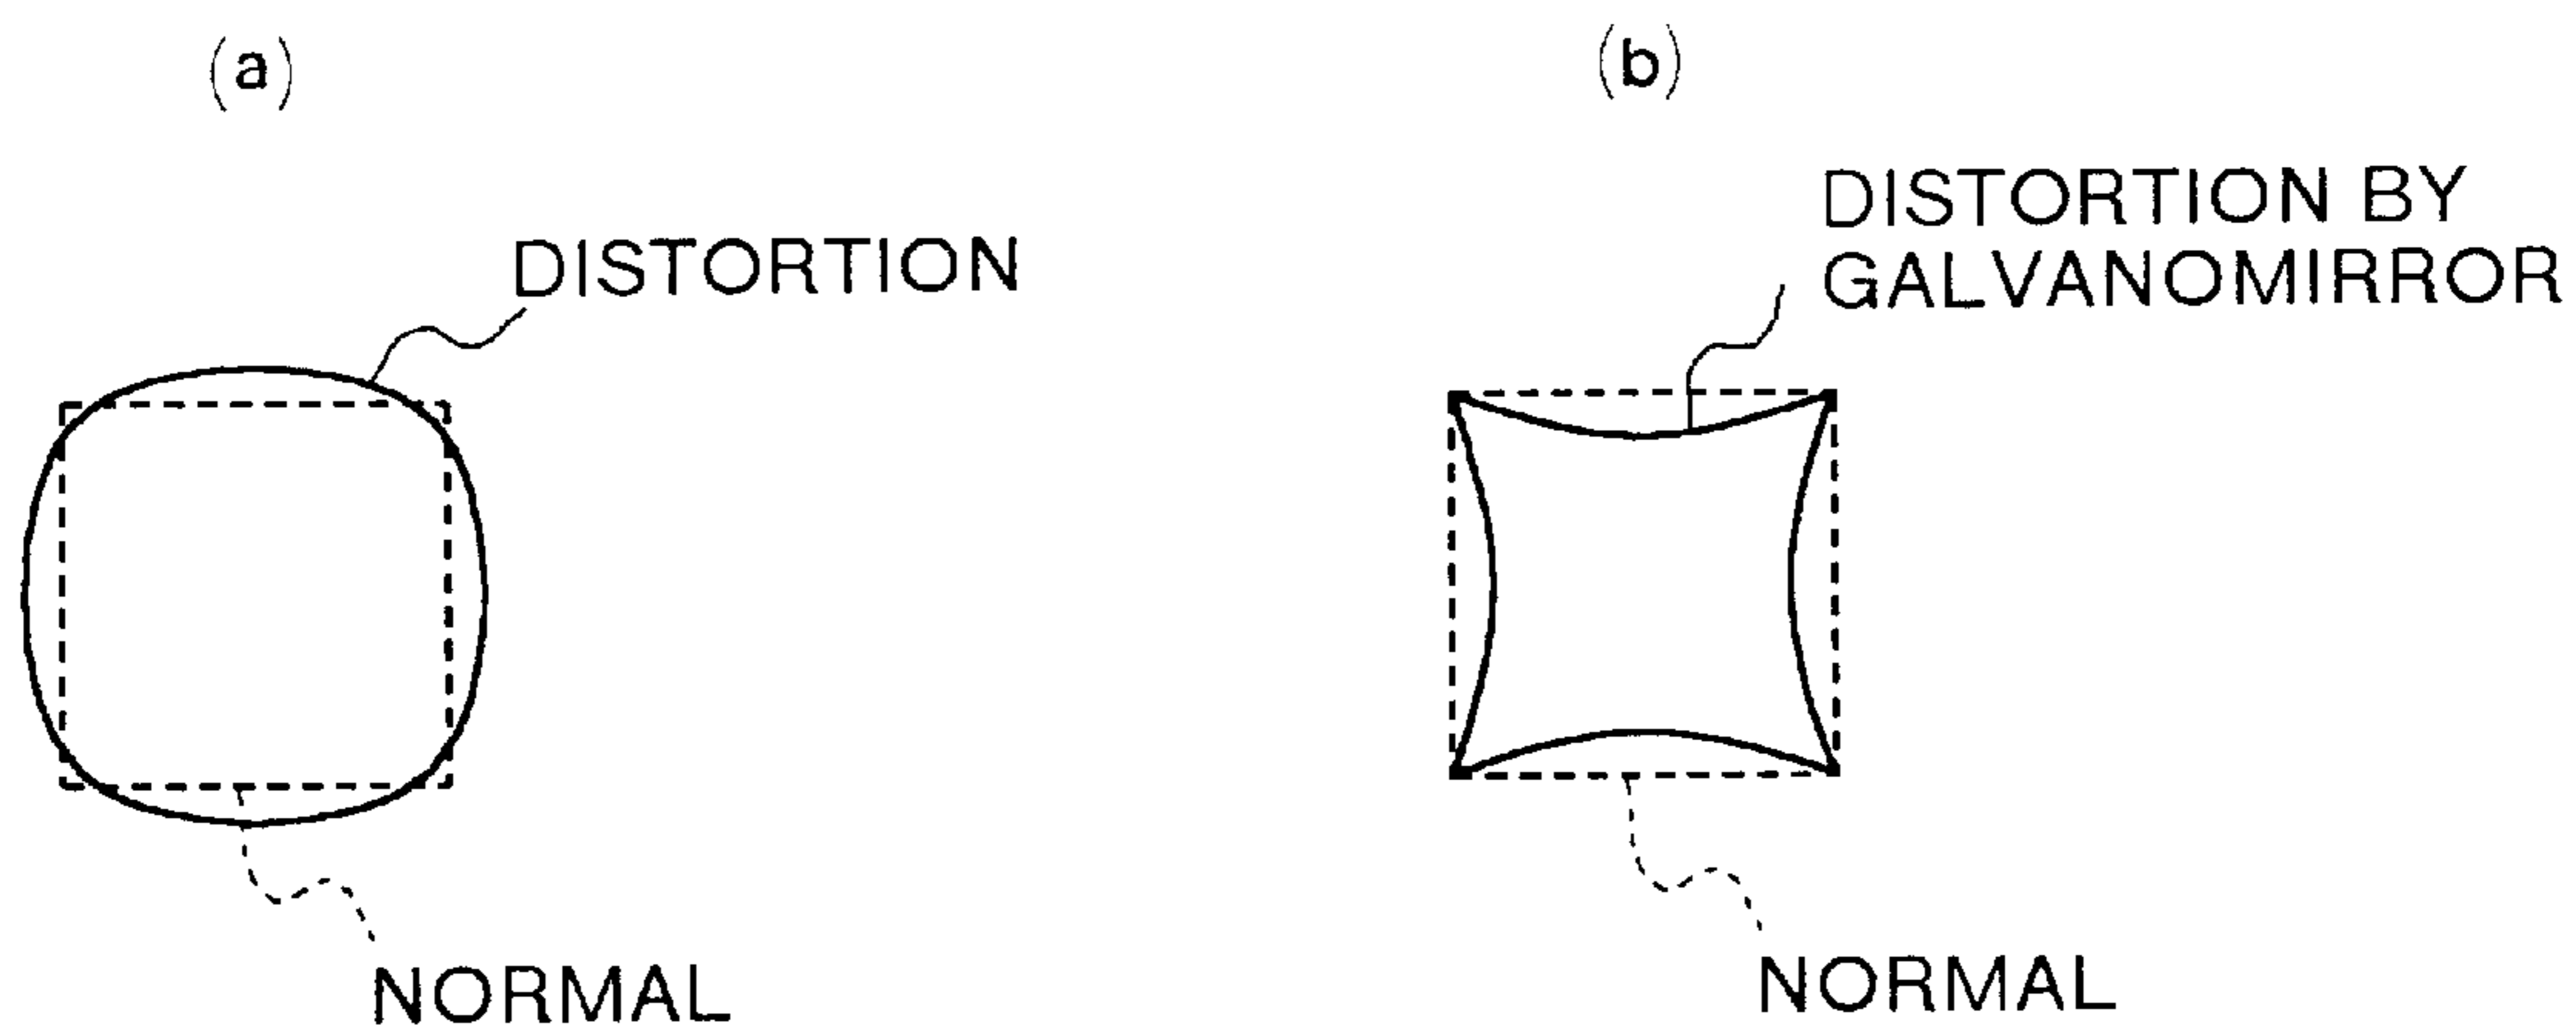 (a)
(b)
DISTORTION
DISTORTION BY
GALVANOMIRROR
NORMAL
NORMAL